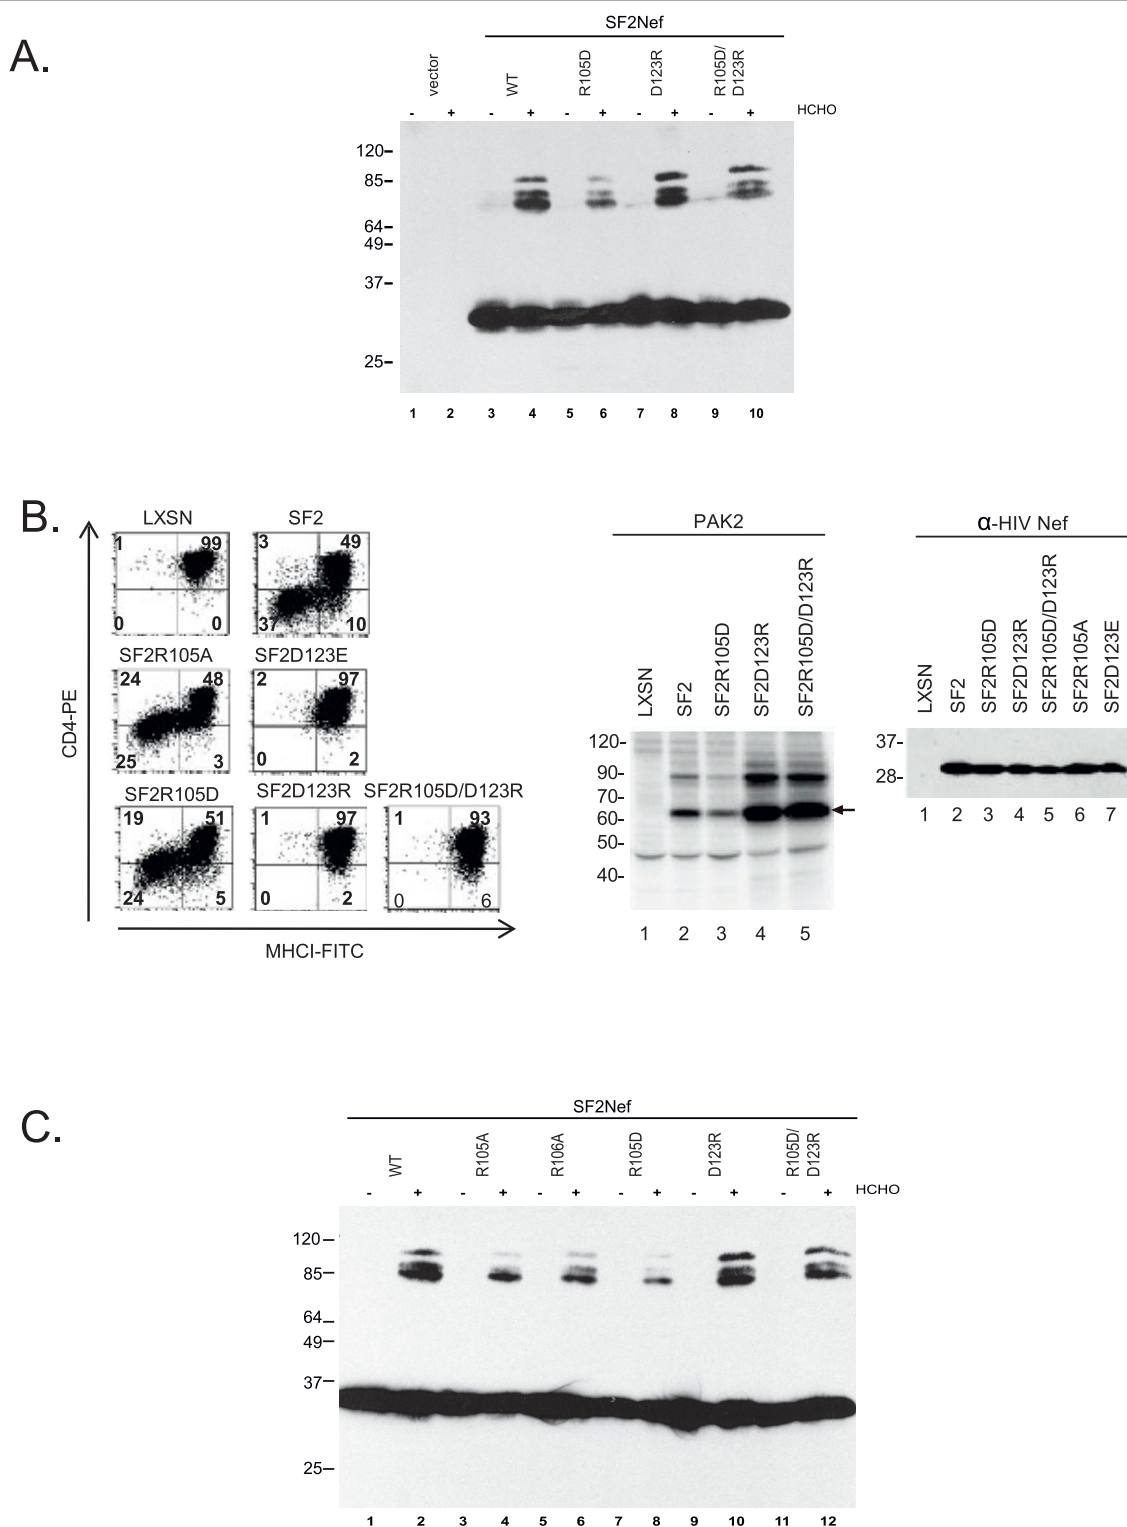 A.
SF2Nef
vector
WT
R105D
D123R
R105D/
D123R
- + - + - + - + - + HCHO
120-
85-
64-
49-
37-
25-
1 2 3 4 5 6 7 8 9 10
B.
CD4-PE
MHCI-FITC
LXSN
1 99
0 0
SF2
3 49
37 10
SF2R105A
24 48
25 3
SF2D123E
2 97
0 2
SF2R105D
19 51
24 5
SF2D123R
1 97
0 2
SF2R105D/D123R
1 93
0 6
PAK2
LXSN
SF2
SF2R105D
SF2D123R
SF2R105D/D123R
120-
90-
70-
60-
50-
40-
1 2 3 4 5
α-HIV Nef
LXSN
SF2
SF2R105D
SF2D123R
SF2R105D/D123R
SF2R105A
SF2D123E
37-
28-
1 2 3 4 5 6 7
C.
SF2Nef
WT
R105A
R106A
R105D
D123R
R105D/
D123R
- + - + - + - + - + - + HCHO
120-
85-
64-
49-
37-
25-
1 2 3 4 5 6 7 8 9 10 11 12